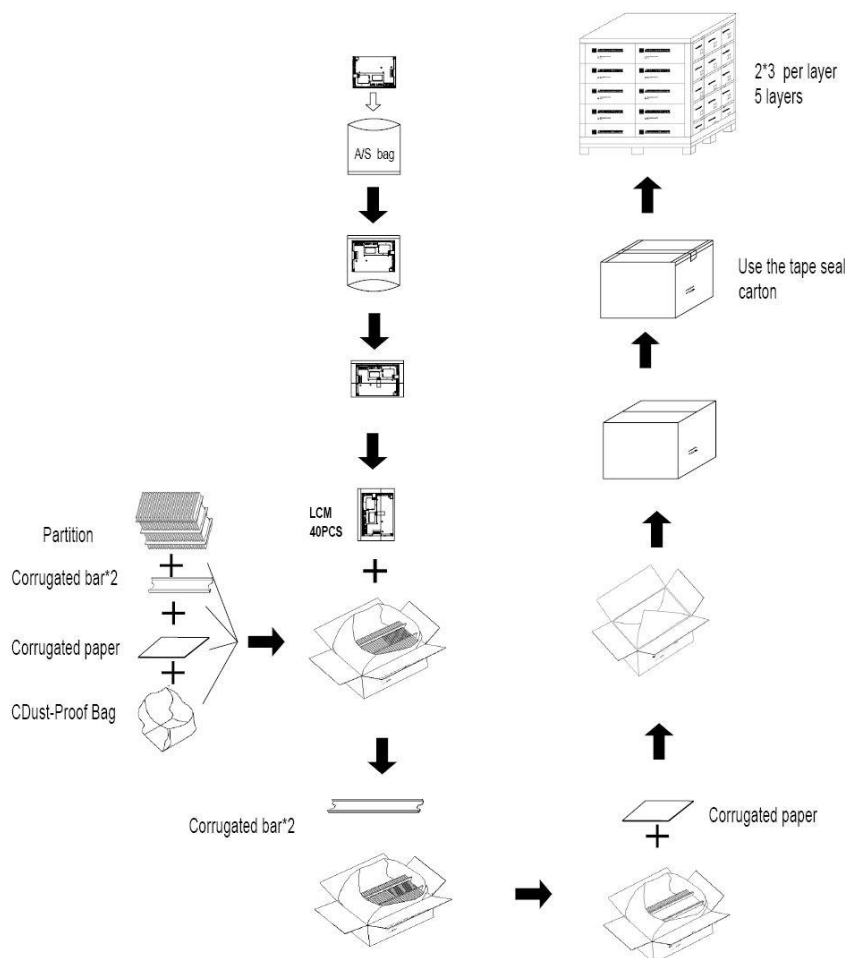 A/S bag
LCM
40PCS
Partition
Corrugated bar*2
Corrugated paper
CDust-Proof Bag
Corrugated bar*2
Corrugated paper
Use the tape seal
carton
2*3 per layer
5 layers